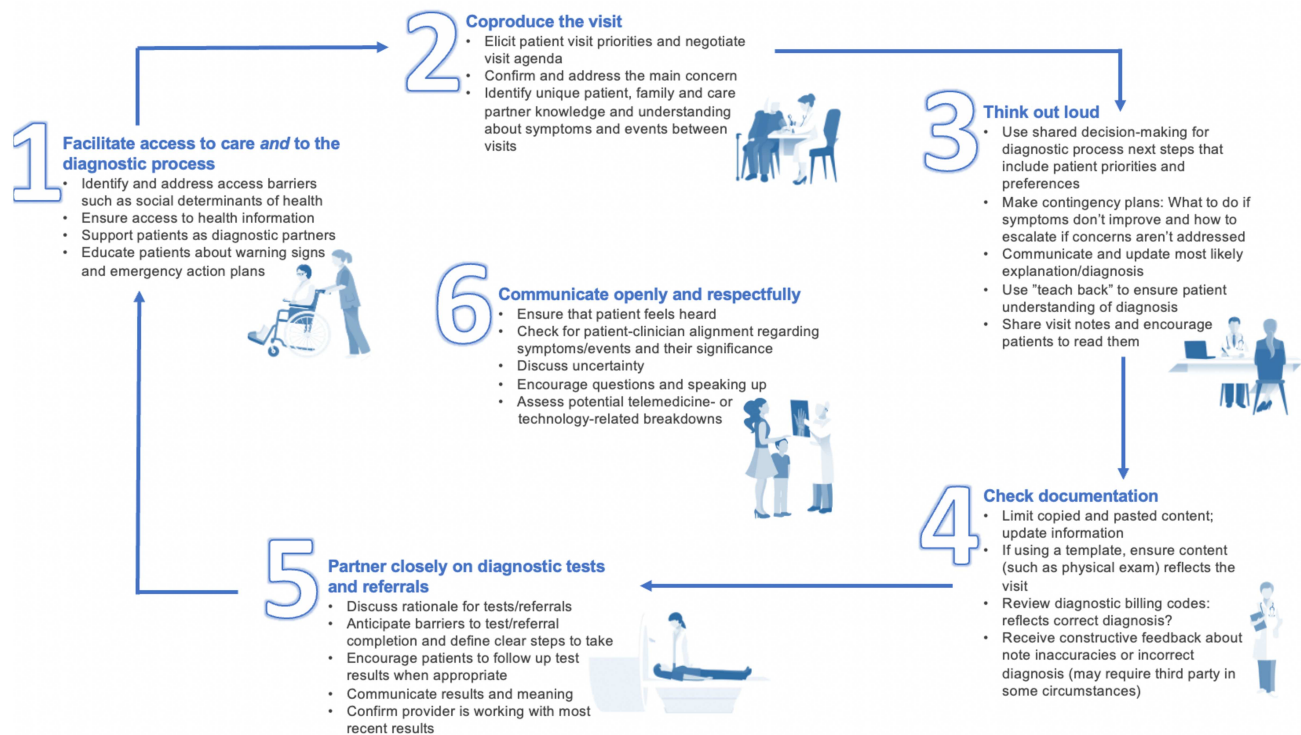 1
Facilitate access to care and to the
diagnostic process
• Identify and address access barriers
such as social determinants of health
• Ensure access to health information
• Support patients as diagnostic partners
• Educate patients about warning signs
and emergency action plans
2
Coproduce the visit
• Elicit patient visit priorities and negotiate
visit agenda
• Confirm and address the main concern
• Identify unique patient, family and care
partner knowledge and understanding
about symptoms and events between
visits
3
Think out loud
• Use shared decision-making for
diagnostic process next steps that
include patient priorities and
preferences
• Make contingency plans: What to do if
symptoms don't improve and how to
escalate if concerns aren't addressed
• Communicate and update most likely
explanation/diagnosis
• Use "teach back" to ensure patient
understanding of diagnosis
• Share visit notes and encourage
patients to read them
4
Check documentation
• Limit copied and pasted content;
update information
• If using a template, ensure content
(such as physical exam) reflects the
visit
• Review diagnostic billing codes:
reflects correct diagnosis?
• Receive constructive feedback about
note inaccuracies or incorrect
diagnosis (may require third party in
some circumstances)
5
Partner closely on diagnostic tests
and referrals
• Discuss rationale for tests/referrals
• Anticipate barriers to test/referral
completion and define clear steps to take
• Encourage patients to follow up test
results when appropriate
• Communicate results and meaning
• Confirm provider is working with most
recent results
6
Communicate openly and respectfully
• Ensure that patient feels heard
• Check for patient-clinician alignment regarding
symptoms/events and their significance
• Discuss uncertainty
• Encourage questions and speaking up
• Assess potential telemedicine- or
technology-related breakdowns